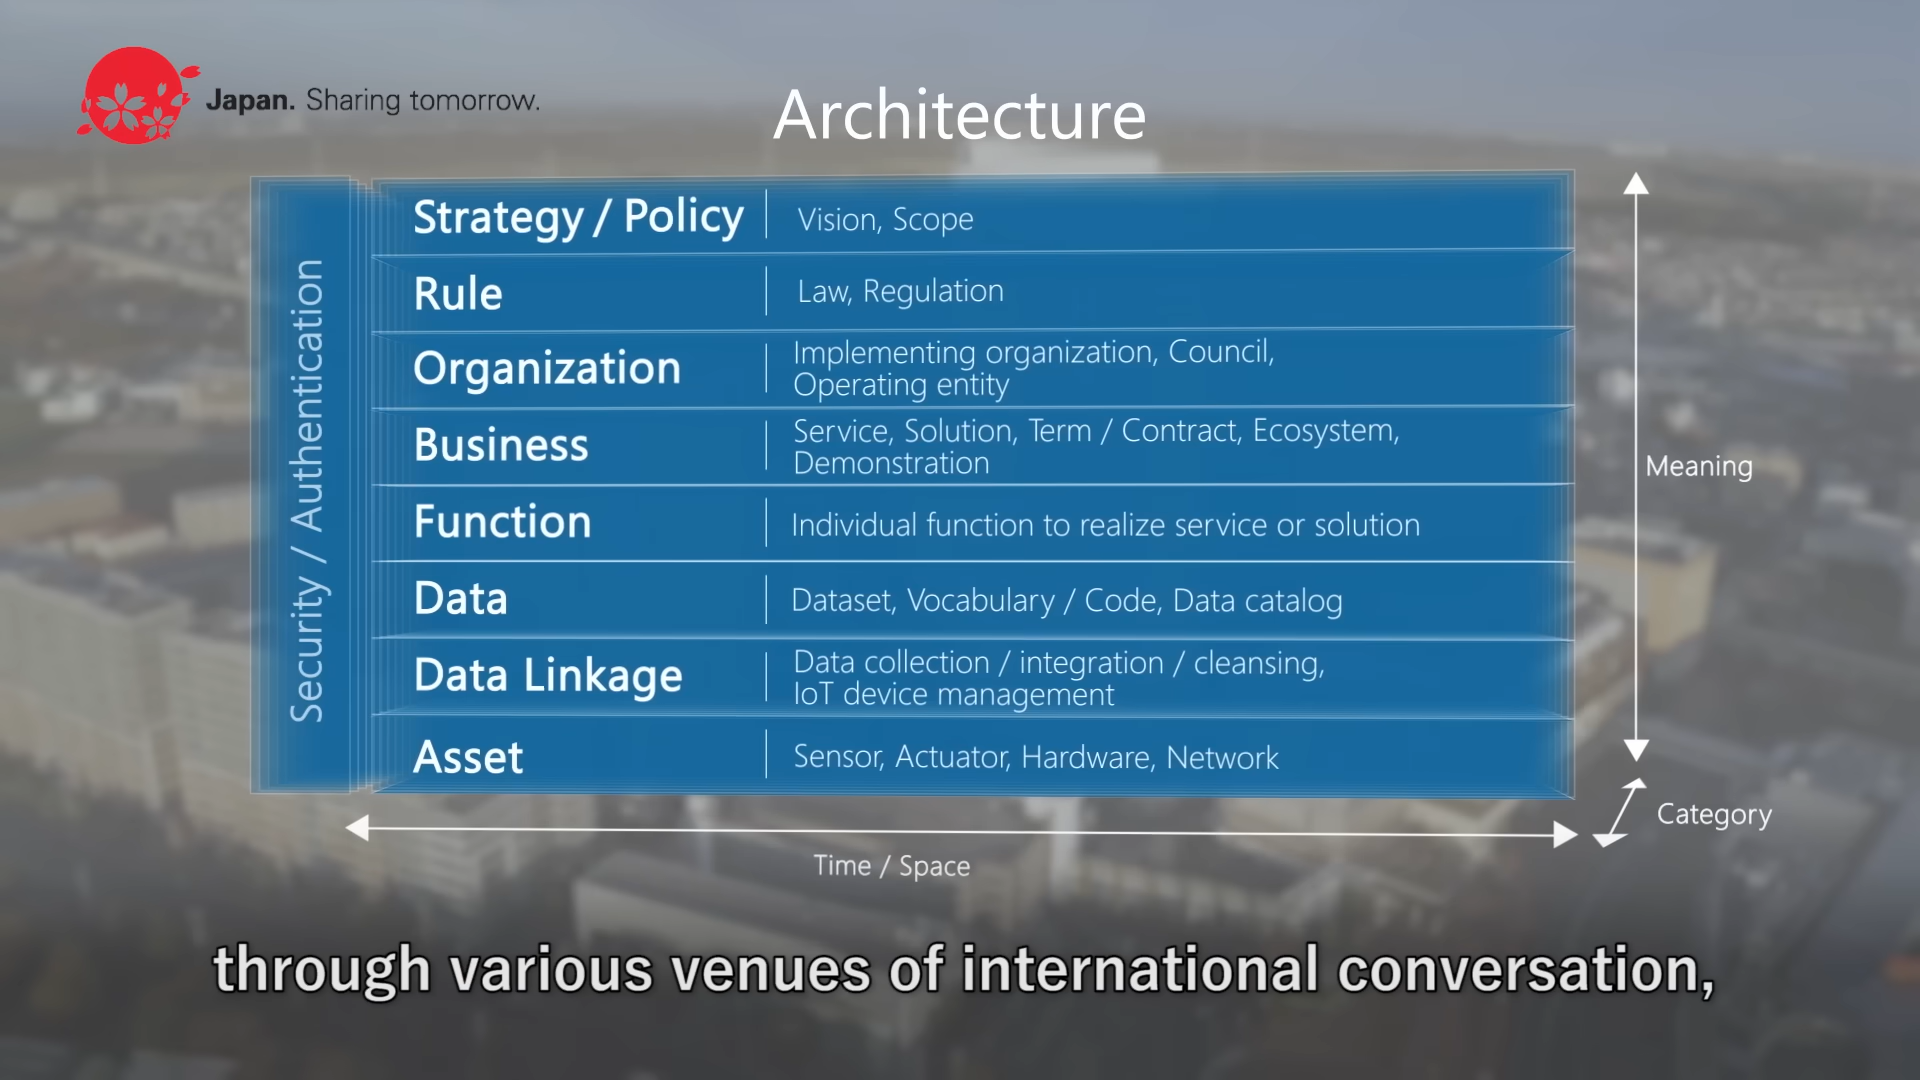 Japan. Sharing tomorrow.
Architecture
Security / Authentication
Strategy / Policy
Vision, Scope
Rule
Law, Regulation
Organization
Implementing organization, Council,
Operating entity
Business
Service, Solution, Term / Contract, Ecosystem,
Demonstration
Function
Individual function to realize service or solution
Data
Dataset, Vocabulary / Code, Data catalog
Data Linkage
Data collection / integration / cleansing,
IoT device management
Asset
Sensor, Actuator, Hardware, Network
Meaning
Category
Time / Space
through various venues of international conversation,